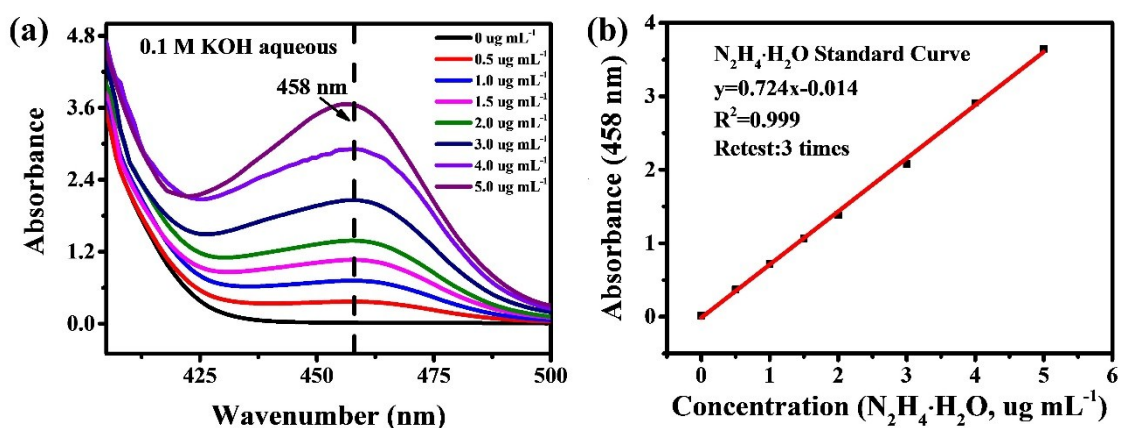 (a)
4.8
3.6
2.4
1.2
0.0
Absorbance
0.1 M KOH aqueous
458 nm
0 ug mL⁻¹
0.5 ug mL⁻¹
1.0 ug mL⁻¹
1.5 ug mL⁻¹
2.0 ug mL⁻¹
3.0 ug mL⁻¹
4.0 ug mL⁻¹
5.0 ug mL⁻¹
425 450 475 500
Wavenumber (nm)
(b)
4
3
2
1
0
Absorbance (458 nm)
N₂H₄·H₂O Standard Curve
y=0.724x-0.014
R²=0.999
Retest:3 times
0 1 2 3 4 5 6
Concentration (N₂H₄·H₂O, ug mL⁻¹)